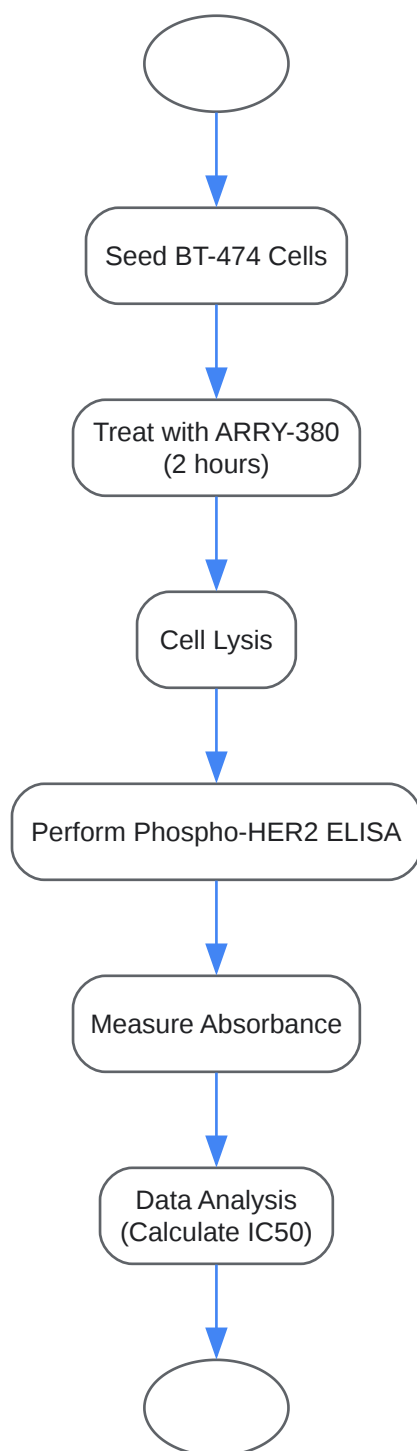 Seed BT-474 Cells
Treat with ARRY-380
(2 hours)
Cell Lysis
Perform Phospho-HER2 ELISA
Measure Absorbance
Data Analysis
(Calculate IC50)